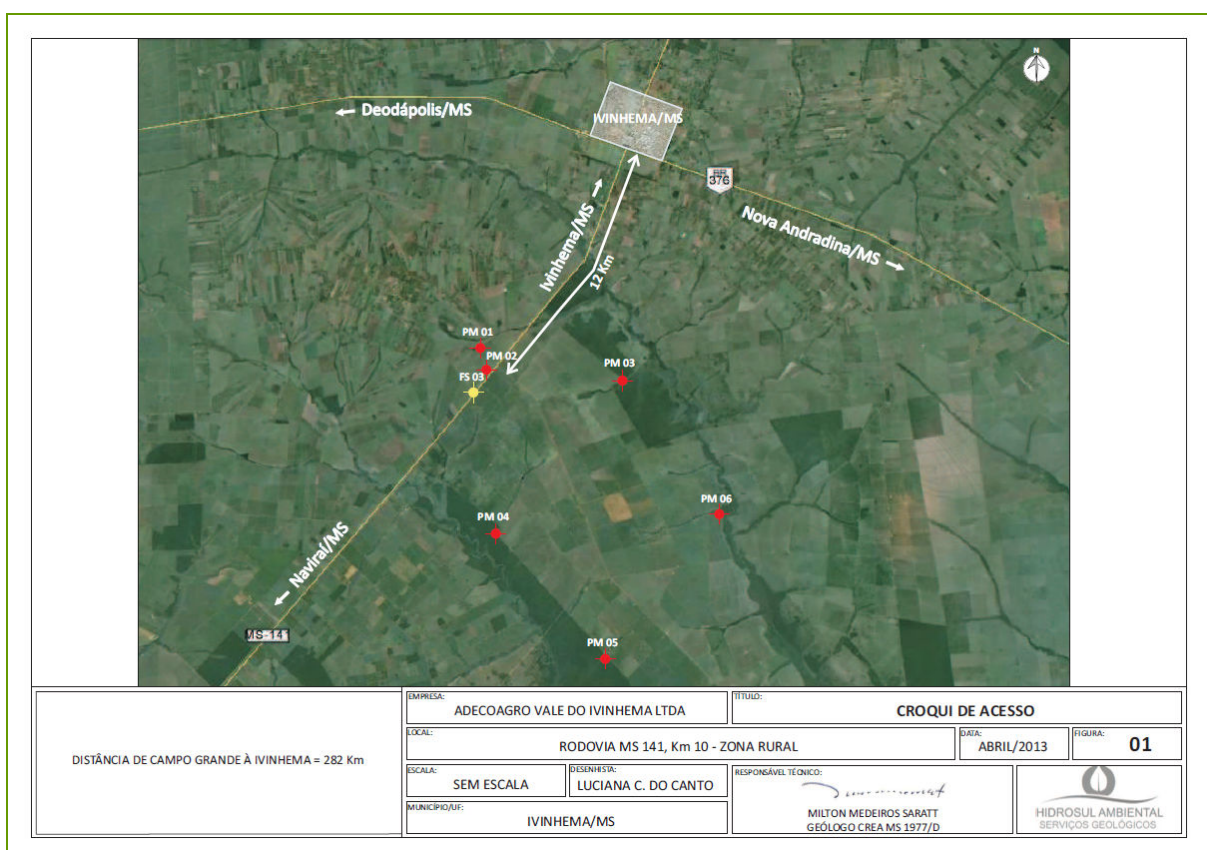 N
IVINHEMA/MS
← Deodápolis/MS
BR
376
Nova Andradina/MS →
Ivinhema/MS →
12 Km
PM 01
PM 02
FS 03
PM 03
PM 04
PM 06
PM 05
← Naviraí/MS
MS-141
DISTÂNCIA DE CAMPO GRANDE À IVINHEMA = 282 Km
EMPRESA:
ADECOAGRO VALE DO IVINHEMA LTDA
TÍTULO:
CROQUI DE ACESSO
LOCAL:
RODOVIA MS 141, Km 10 - ZONA RURAL
DATA:
ABRIL/2013
FIGURA:
01
ESCALA:
SEM ESCALA
DESENHISTA:
LUCIANA C. DO CANTO
MUNICÍPIO/UF:
IVINHEMA/MS
RESPONSÁVEL TÉCNICO:
MILTON MEDEIROS SARATT
GEÓLOGO CREA MS 1977/D
HIDROSUL AMBIENTAL
SERVIÇOS GEOLÓGICOS